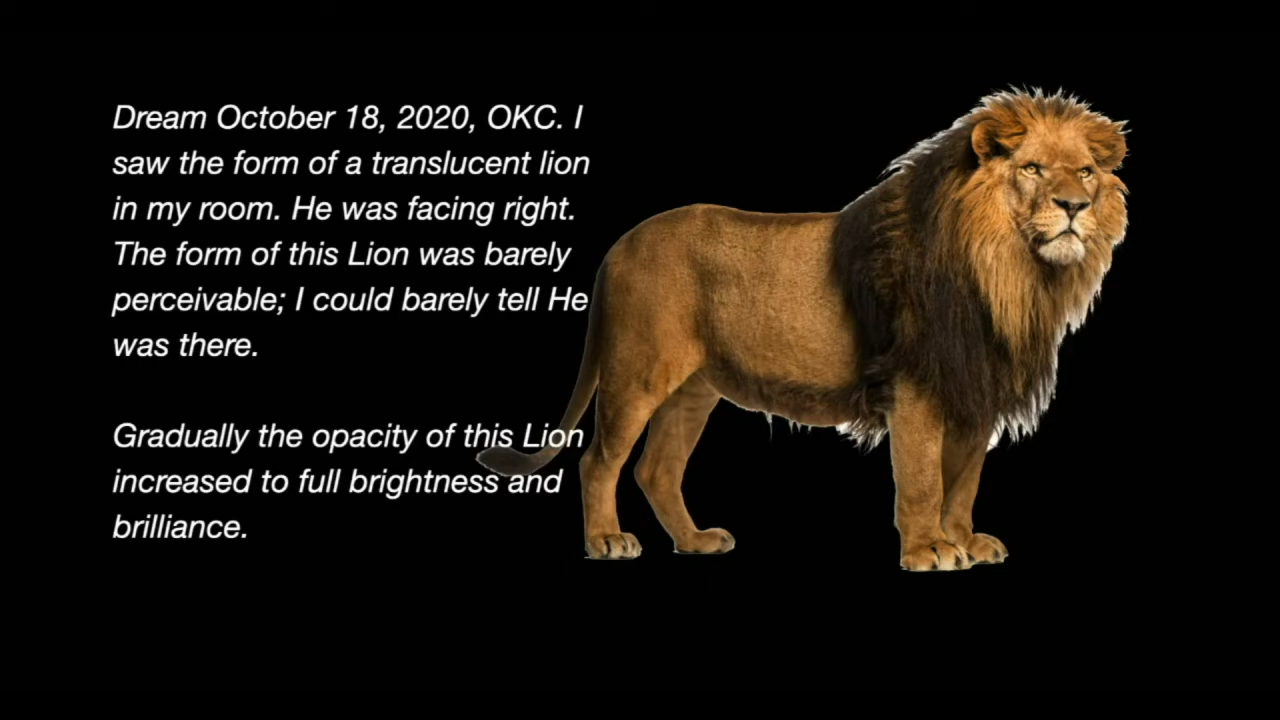 Dream October 18, 2020, OKC. I
saw the form of a translucent lion
in my room. He was facing right.
The form of this Lion was barely
perceivable; I could barely tell He
was there.
Gradually the opacity of this Lion
increased to full brightness and
brilliance.